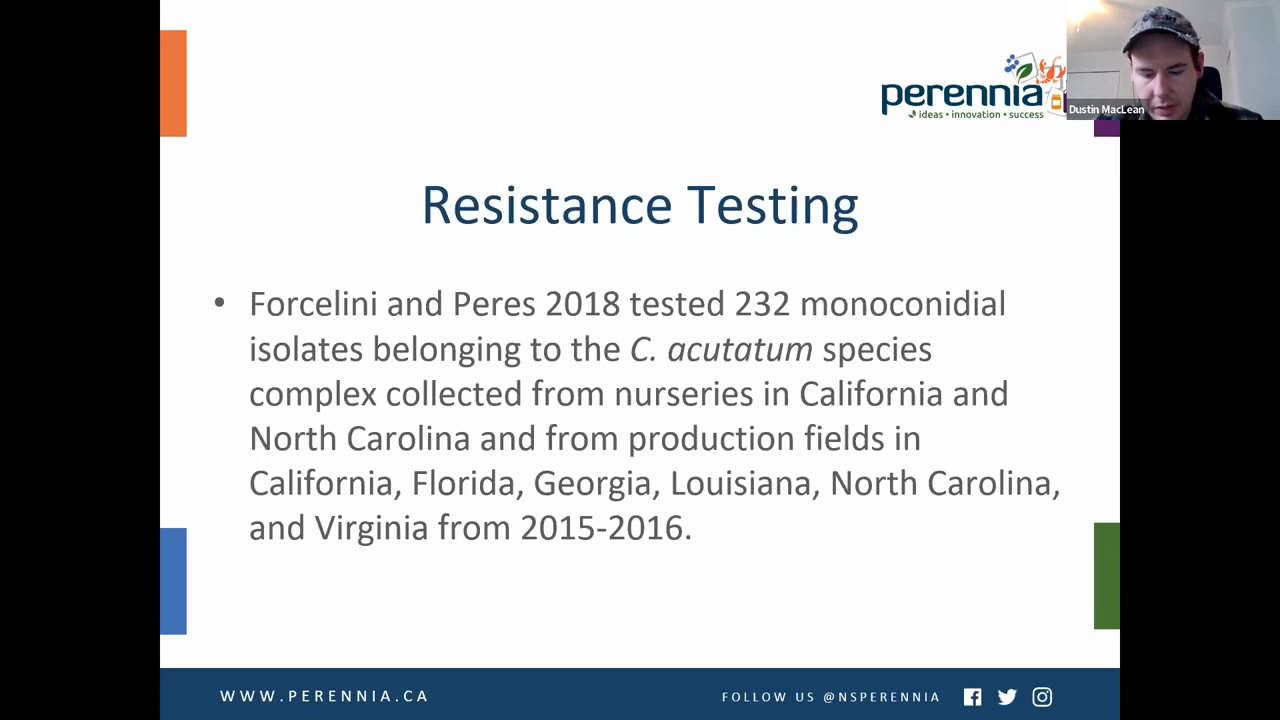 perennia
ideas • innovation • success
Dustin MacLean
Resistance Testing
• Forcelini and Peres 2018 tested 232 monoconidial
isolates belonging to the C. acutatum species
complex collected from nurseries in California and
North Carolina and from production fields in
California, Florida, Georgia, Louisiana, North Carolina,
and Virginia from 2015-2016.
WWW.PERENNIA.CA
FOLLOW US @NSPERENNIA